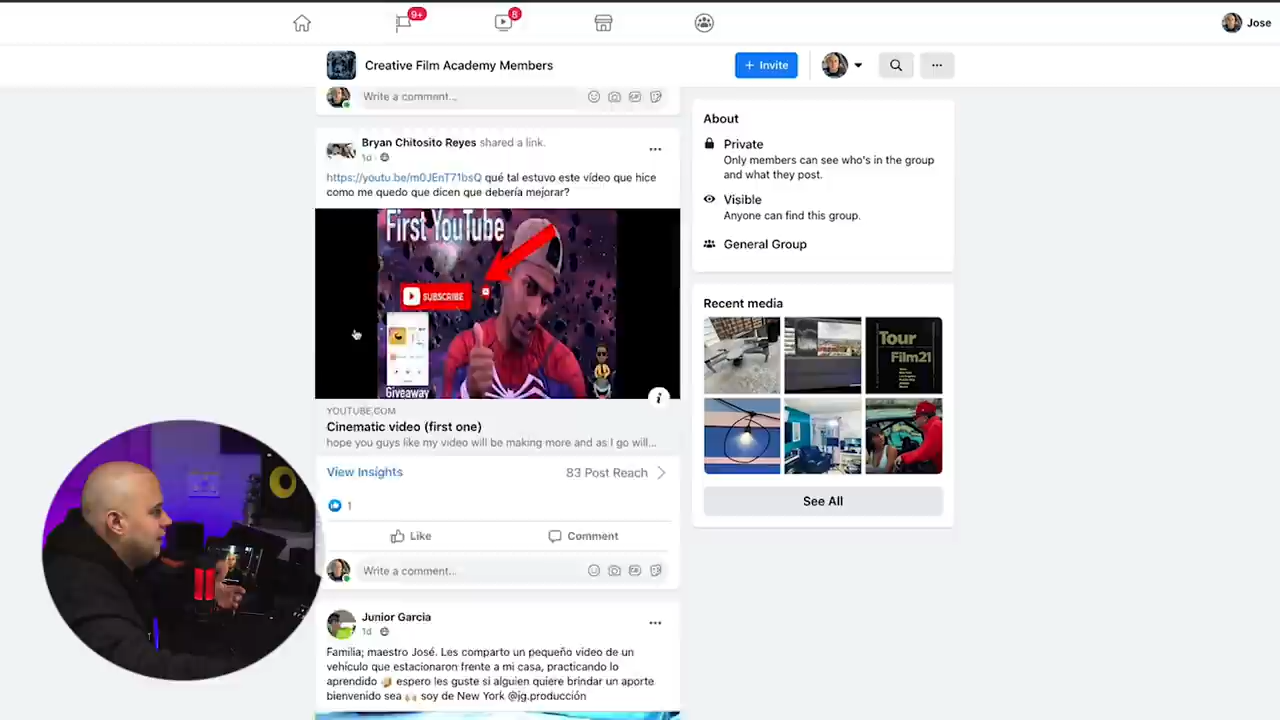 9+
8
Jose
Creative Film Academy Members
+ Invite
Write a comment...
Bryan Chitosito Reyes shared a link.
1d
https://youtu.be/m0JEnT71bsQ qué tal estuvo este vídeo que hice
como me quedo que dicen que debería mejorar?
First YouTube
SUBSCRIBE
Giveaway
YOUTUBE.COM
Cinematic video (first one)
hope you guys like my video will be making more and as I go will...
View Insights
83 Post Reach
1
Like
Comment
Write a comment...
Junior Garcia
1d
Familia; maestro José. Les comparto un pequeño video de un
vehículo que estacionaron frente a mi casa, practicando lo
aprendido 🤌🏼 espero les guste si alguien quiere brindar un aporte
bienvenido sea 🙌🏼 soy de New York @jg.producción
About
Private
Only members can see who's in the group
and what they post.
Visible
Anyone can find this group.
General Group
Recent media
Tour
Film21
See All